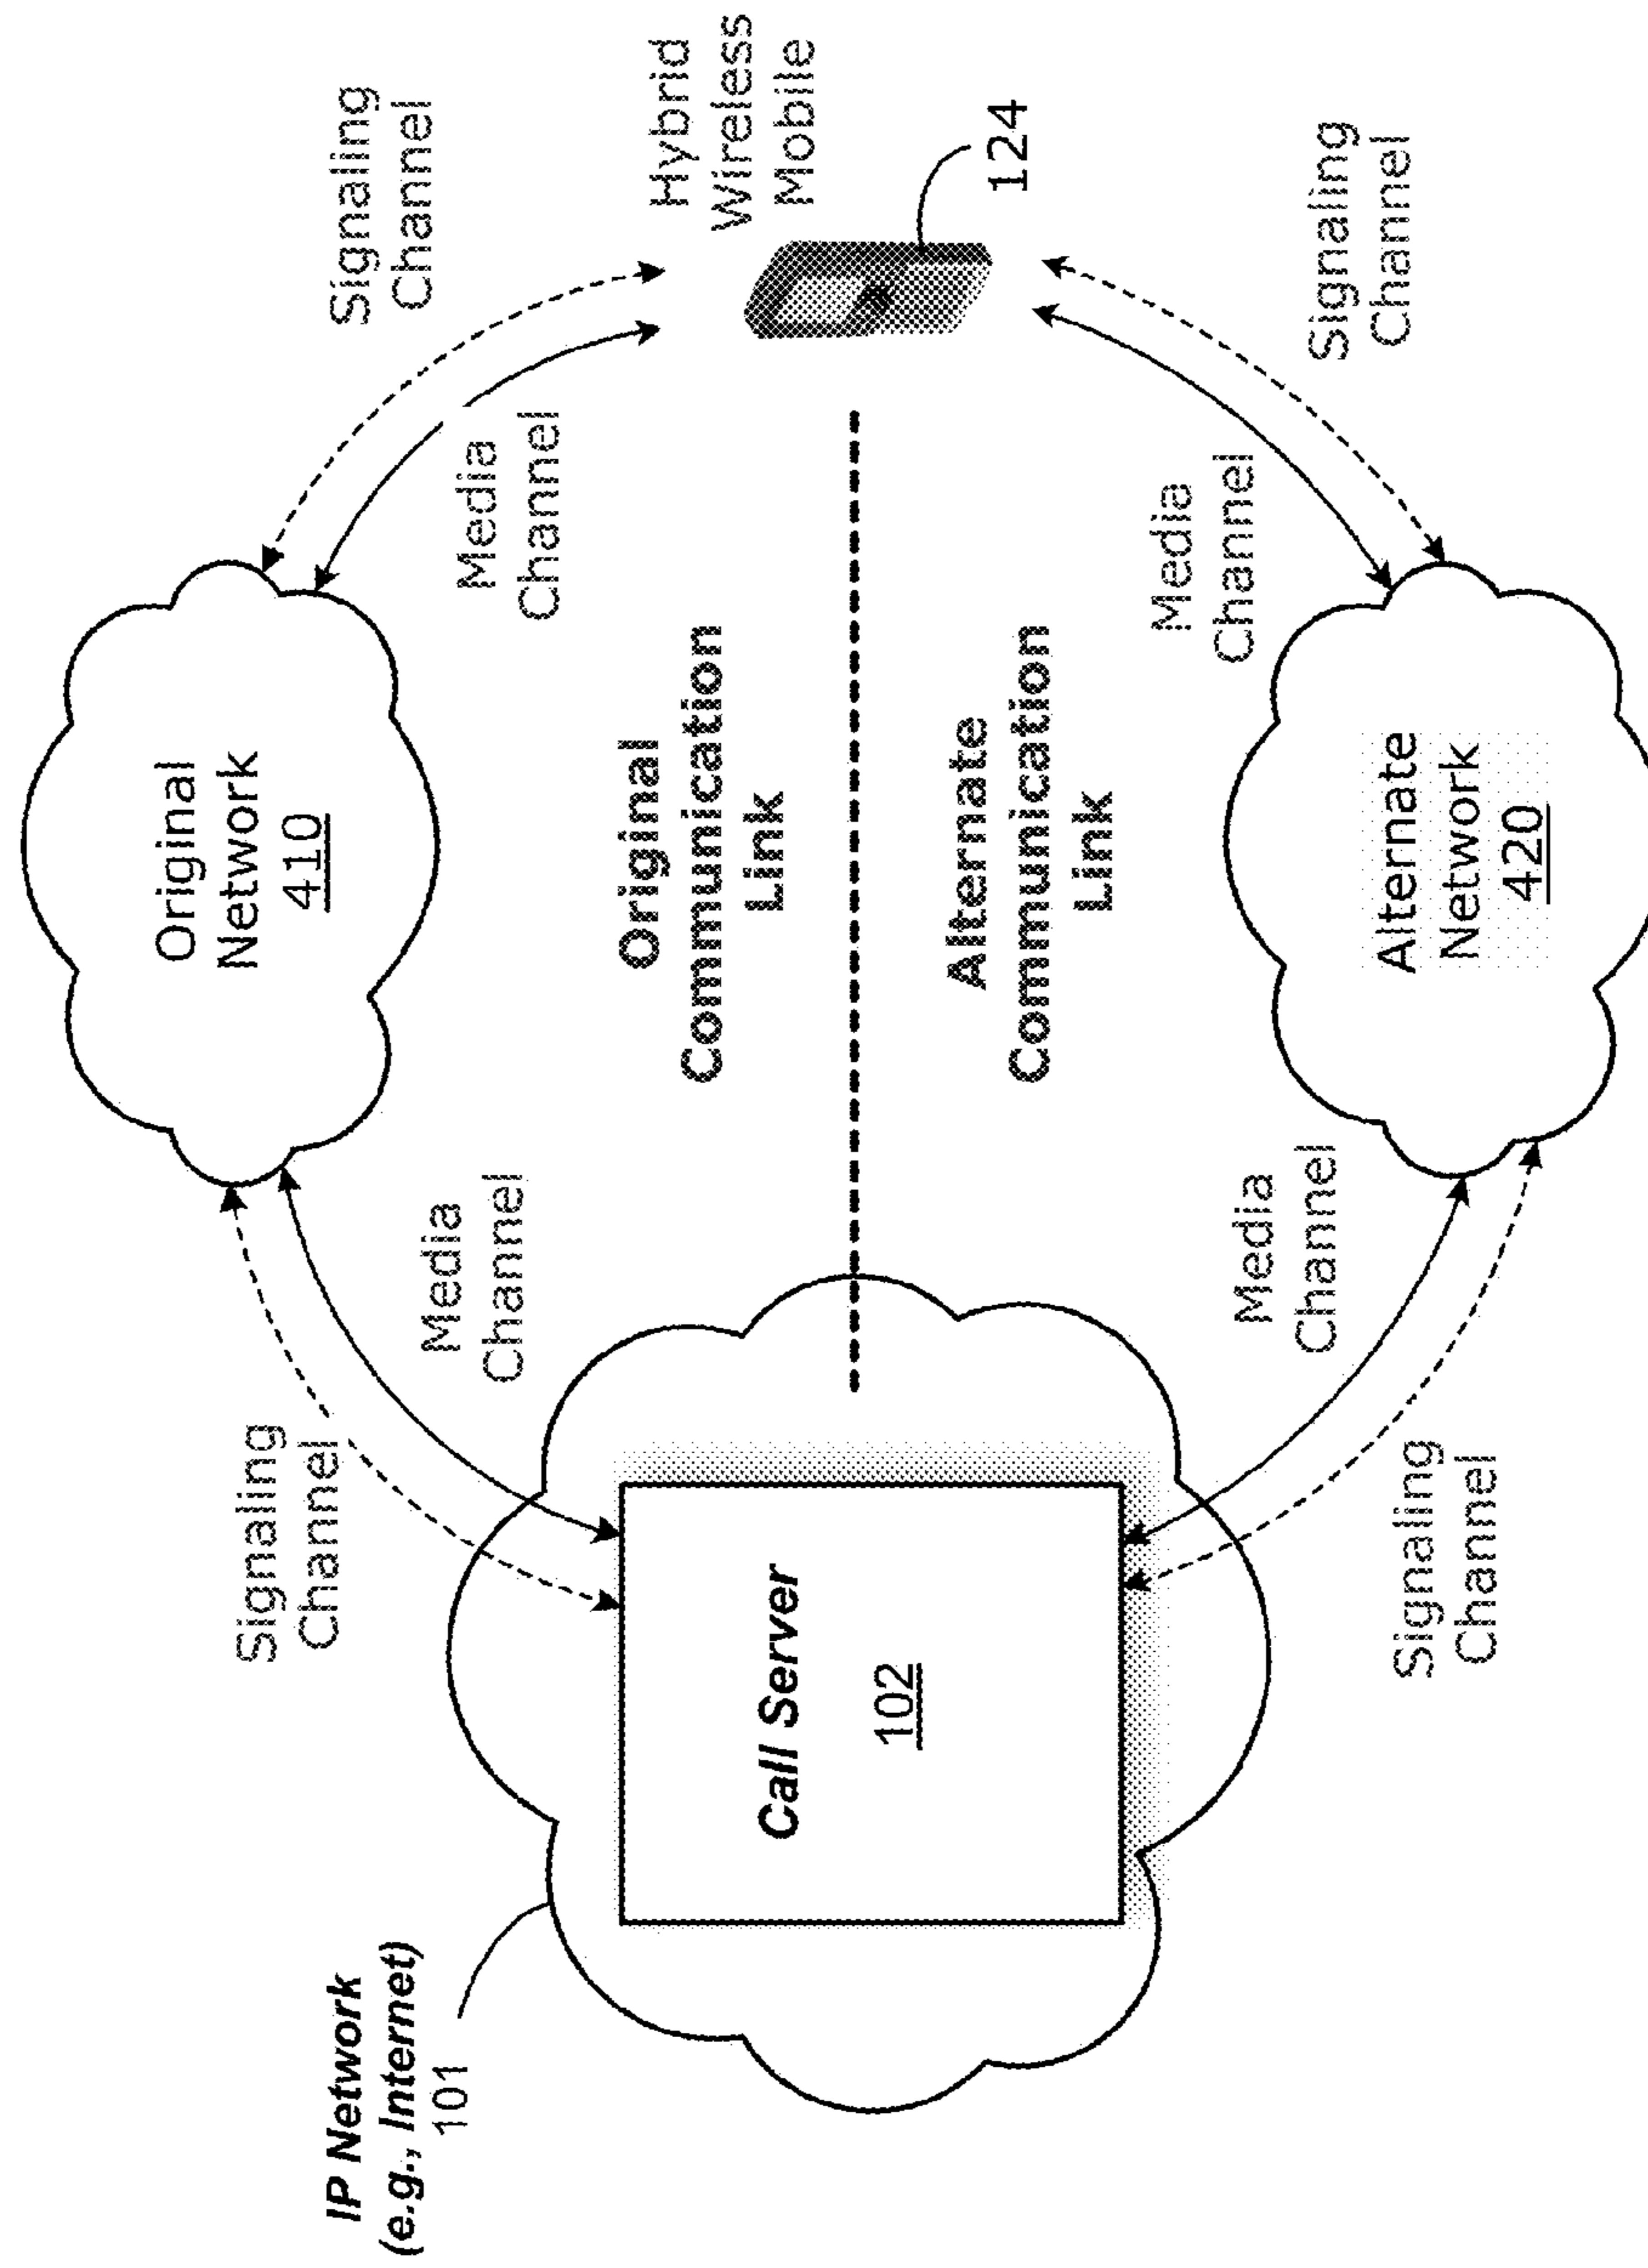 IP Network
(e.g., Internet)
101
Signaling
Channel
Media
Channel
Original
Network
410
Media
Channel
Signaling
Channel
Call Server
102
Original
Communication
Link
Alternate
Communication
Link
Hybrid
Wireless
Mobile
124
Media
Channel
Signaling
Channel
Alternate
Network
420
Media
Channel
Signaling
Channel